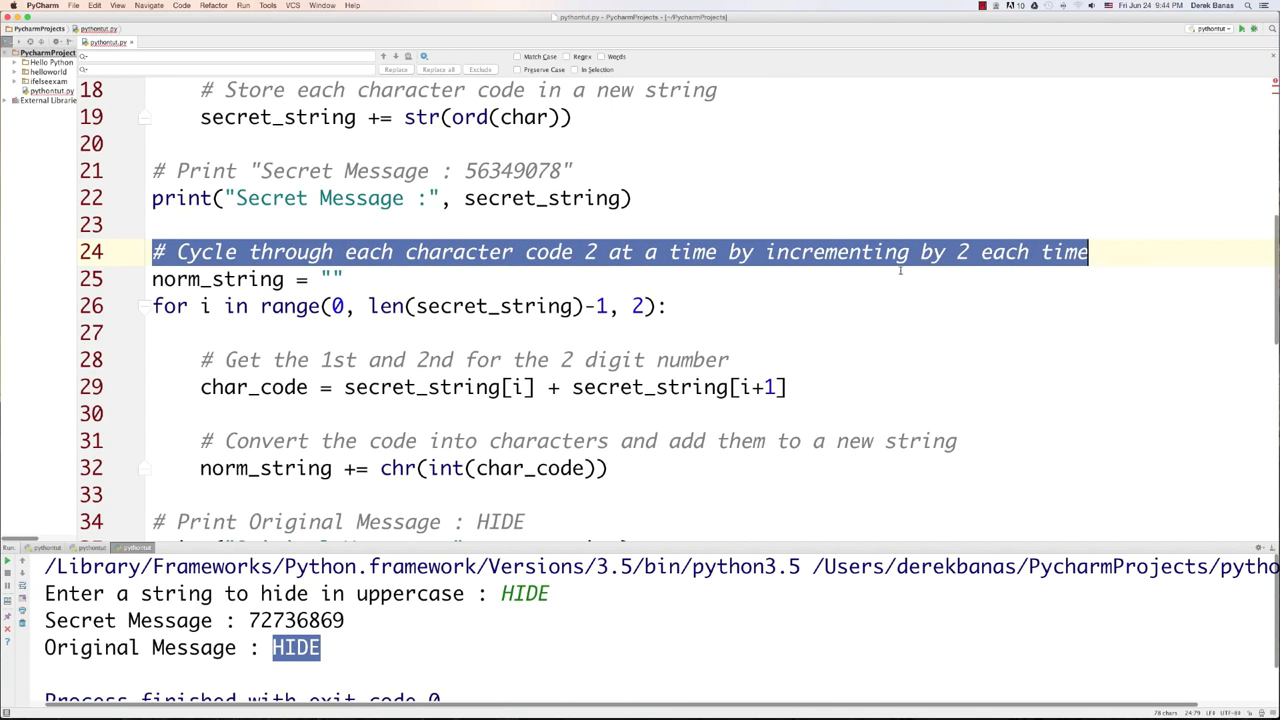 PyCharm File Edit View Navigate Code Refactor Run Tools VCS Window Help
10 Fri Jun 24 9:44 PM Derek Banas
pythontut.py - PycharmProjects - [~/PycharmProjects]
PycharmProjects pythontut.py
pythontut
pythontut.py ×
Match Case Regex Words
Replace Replace all Exclude Preserve Case In Selection
PycharmProject
Hello Python
helloworld
ifelseexam
pythontut.py
External Librarie
18 # Store each character code in a new string
19 secret_string += str(ord(char))
20
21 # Print "Secret Message : 56349078"
22 print("Secret Message :", secret_string)
23
24 # Cycle through each character code 2 at a time by incrementing by 2 each time
25 norm_string = ""
26 for i in range(0, len(secret_string)-1, 2):
27
28 # Get the 1st and 2nd for the 2 digit number
29 char_code = secret_string[i] + secret_string[i+1]
30
31 # Convert the code into characters and add them to a new string
32 norm_string += chr(int(char_code))
33
34 # Print Original Message : HIDE
Run: pythontut pythontut pythontut
/Library/Frameworks/Python.framework/Versions/3.5/bin/python3.5 /Users/derekbanas/PycharmProjects/pytho
Enter a string to hide in uppercase : HIDE
Secret Message : 72736869
Original Message : HIDE
Process finished with exit code 0
78 chars 24:79 LF÷ UTF-8÷